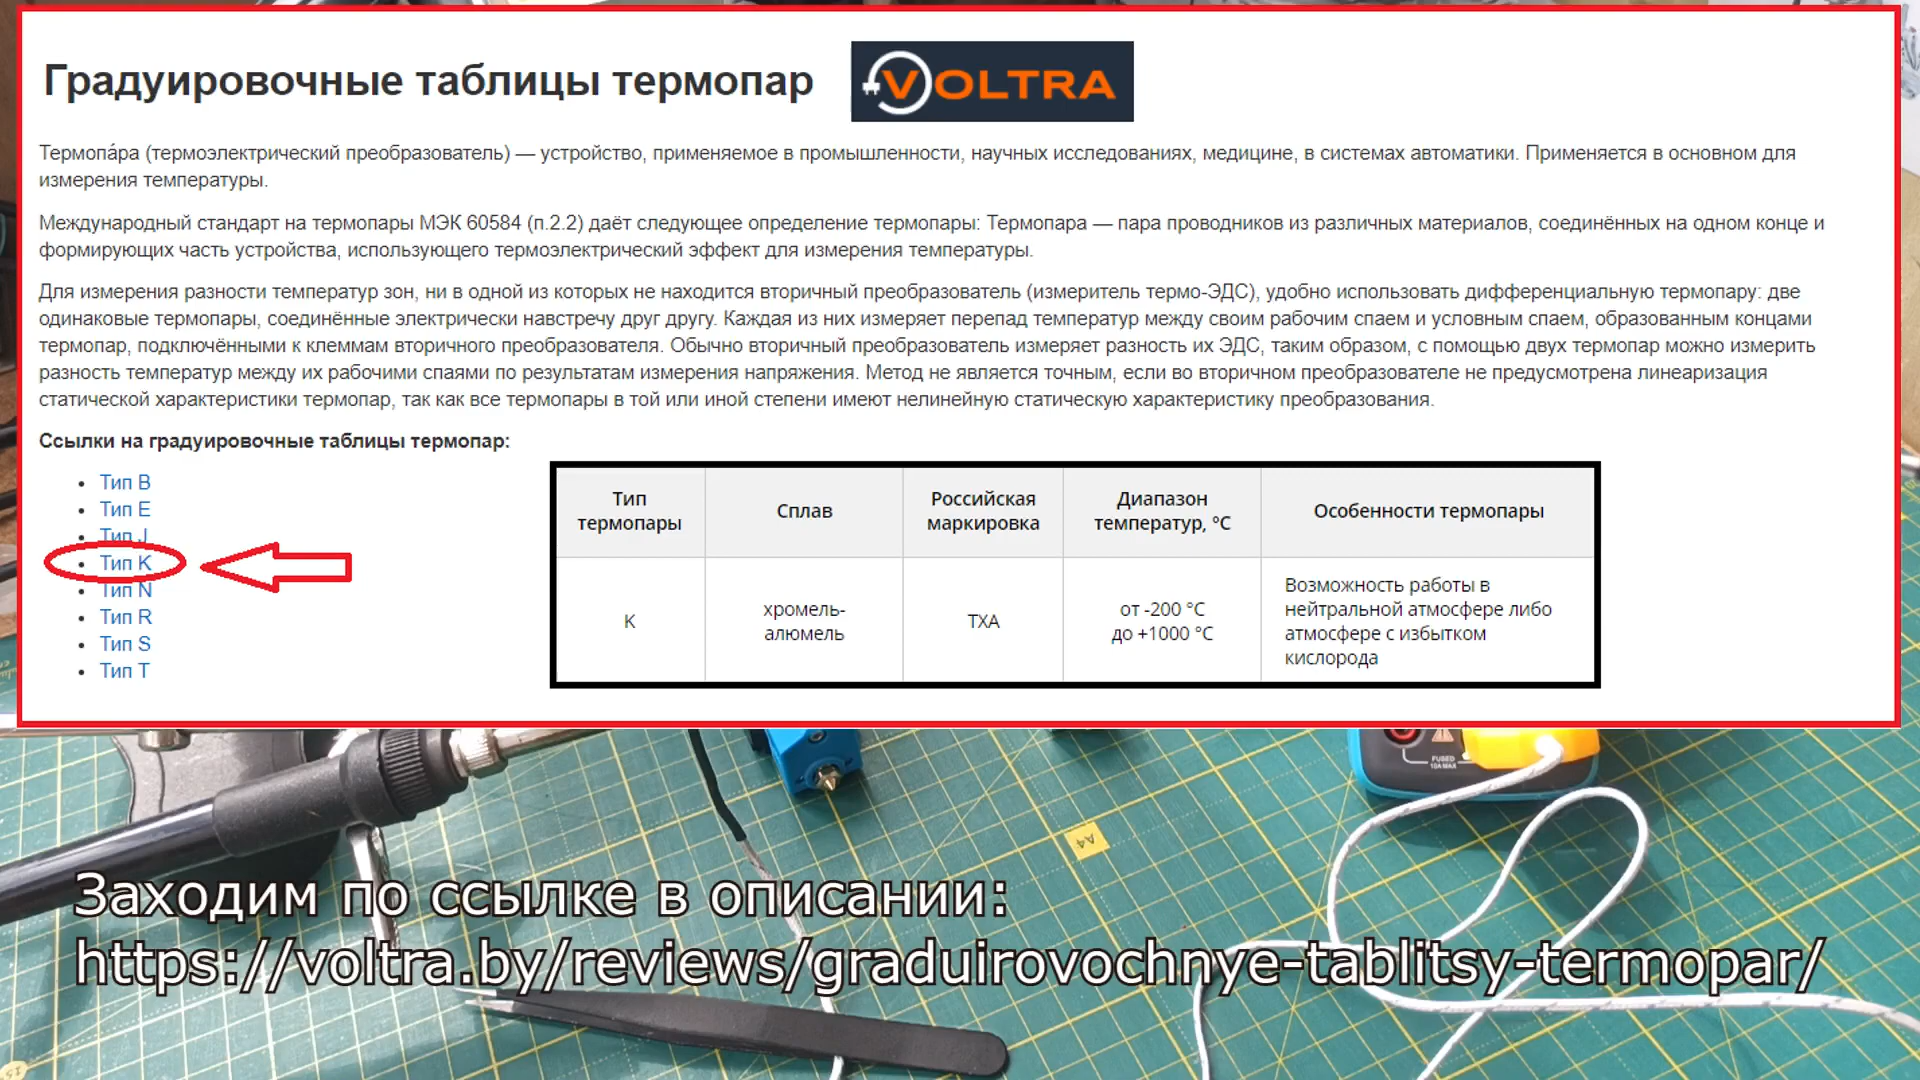 Градуировочные таблицы термопар
VOLTRA
Термопа́ра (термоэлектрический преобразователь) — устройство, применяемое в промышленности, научных исследованиях, медицине, в системах автоматики. Применяется в основном для
измерения температуры.
Международный стандарт на термопары МЭК 60584 (п.2.2) даёт следующее определение термопары: Термопара — пара проводников из различных материалов, соединённых на одном конце и
формирующих часть устройства, использующего термоэлектрический эффект для измерения температуры.
Для измерения разности температур зон, ни в одной из которых не находится вторичный преобразователь (измеритель термо-ЭДС), удобно использовать дифференциальную термопару: две
одинаковые термопары, соединённые электрически навстречу друг другу. Каждая из них измеряет перепад температур между своим рабочим спаем и условным спаем, образованным концами
термопар, подключёнными к клеммам вторичного преобразователя. Обычно вторичный преобразователь измеряет разность их ЭДС, таким образом, с помощью двух термопар можно измерить
разность температур между их рабочими спаями по результатам измерения напряжения. Метод не является точным, если во вторичном преобразователе не предусмотрена линеаризация
статической характеристики термопар, так как все термопары в той или иной степени имеют нелинейную статическую характеристику преобразования.
Ссылки на градуировочные таблицы термопар:
Тип B
Тип E
Тип J
Тип K
Тип N
Тип R
Тип S
Тип T
Тип
термопары
Сплав
Российская
маркировка
Диапазон
температур, °С
Особенности термопары
K
хромель-
алюмель
ТХА
от -200 °С
до +1000 °С
Возможность работы в
нейтральной атмосфере либо
атмосфере с избытком
кислорода
FUSED
10A MAX
A4
Заходим по ссылке в описании:
https://voltra.by/reviews/graduirovochnye-tablitsy-termopar/